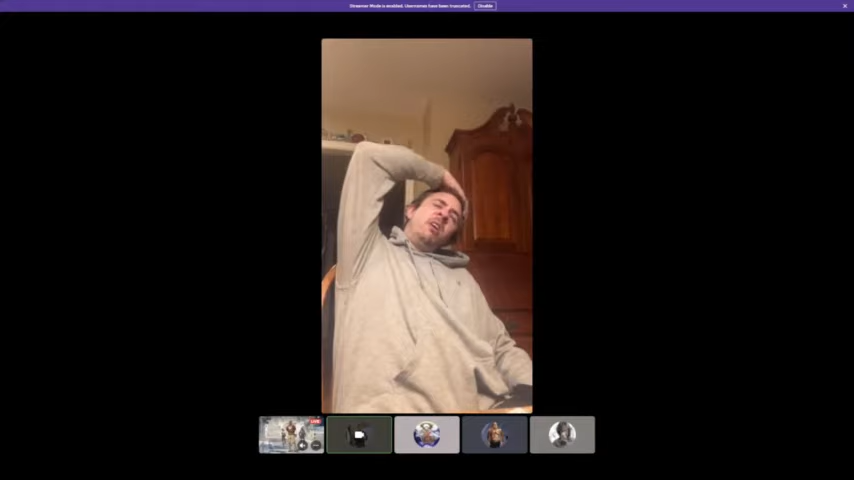 Streamer Mode is enabled. Usernames have been truncated. Disable
LIVE